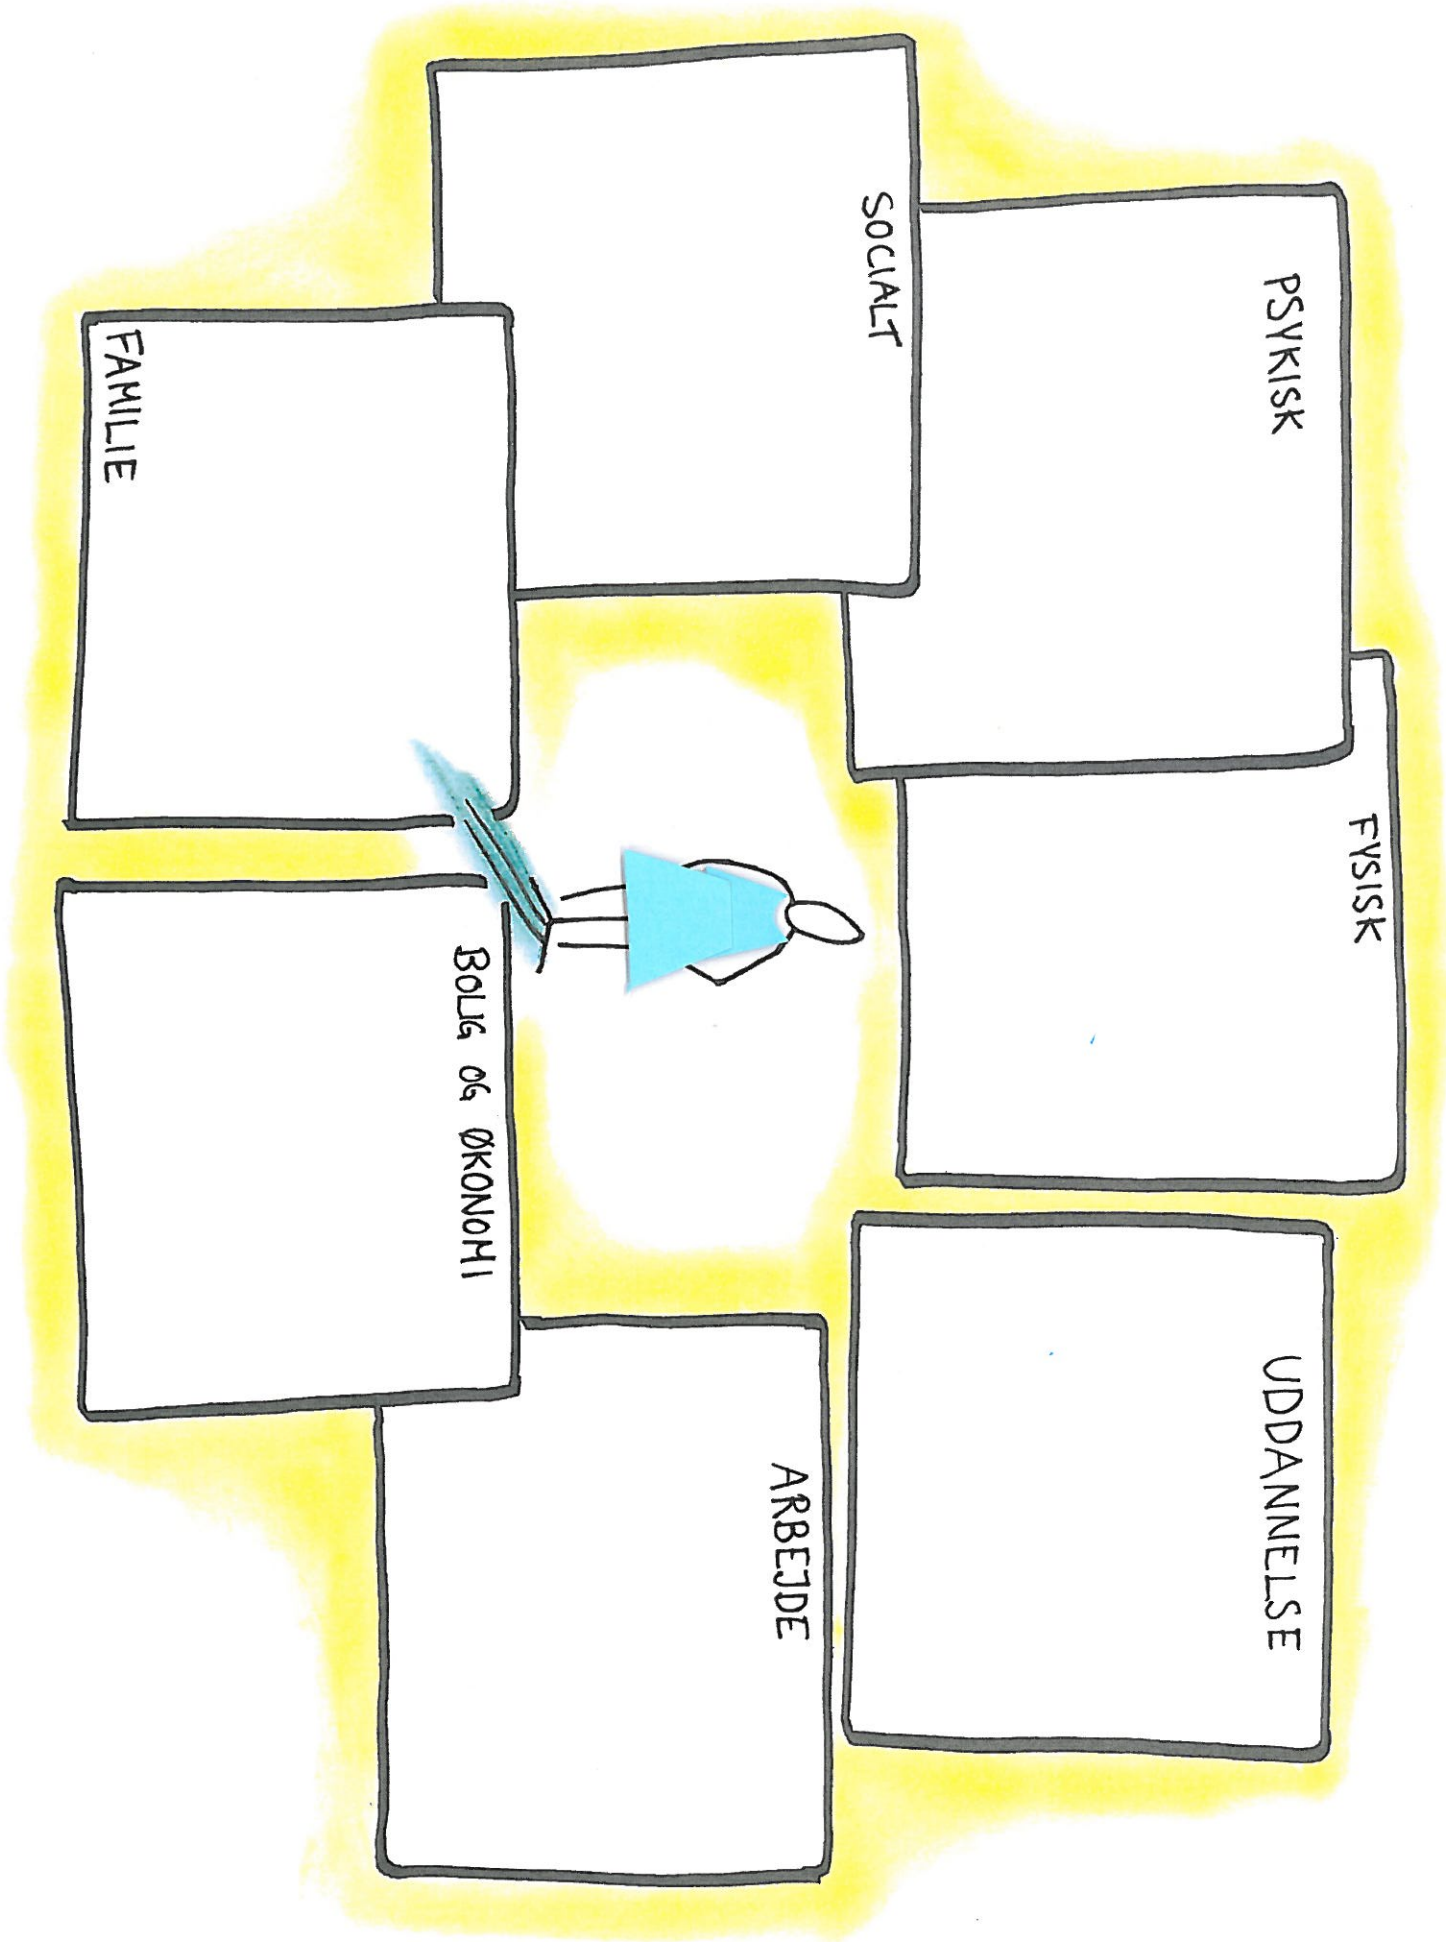 FYSISK
PSYKISK
UDDANNELSE
SOCIALT
ARBEJDE
BOLIG OG ØKONOMI
FAMILIE